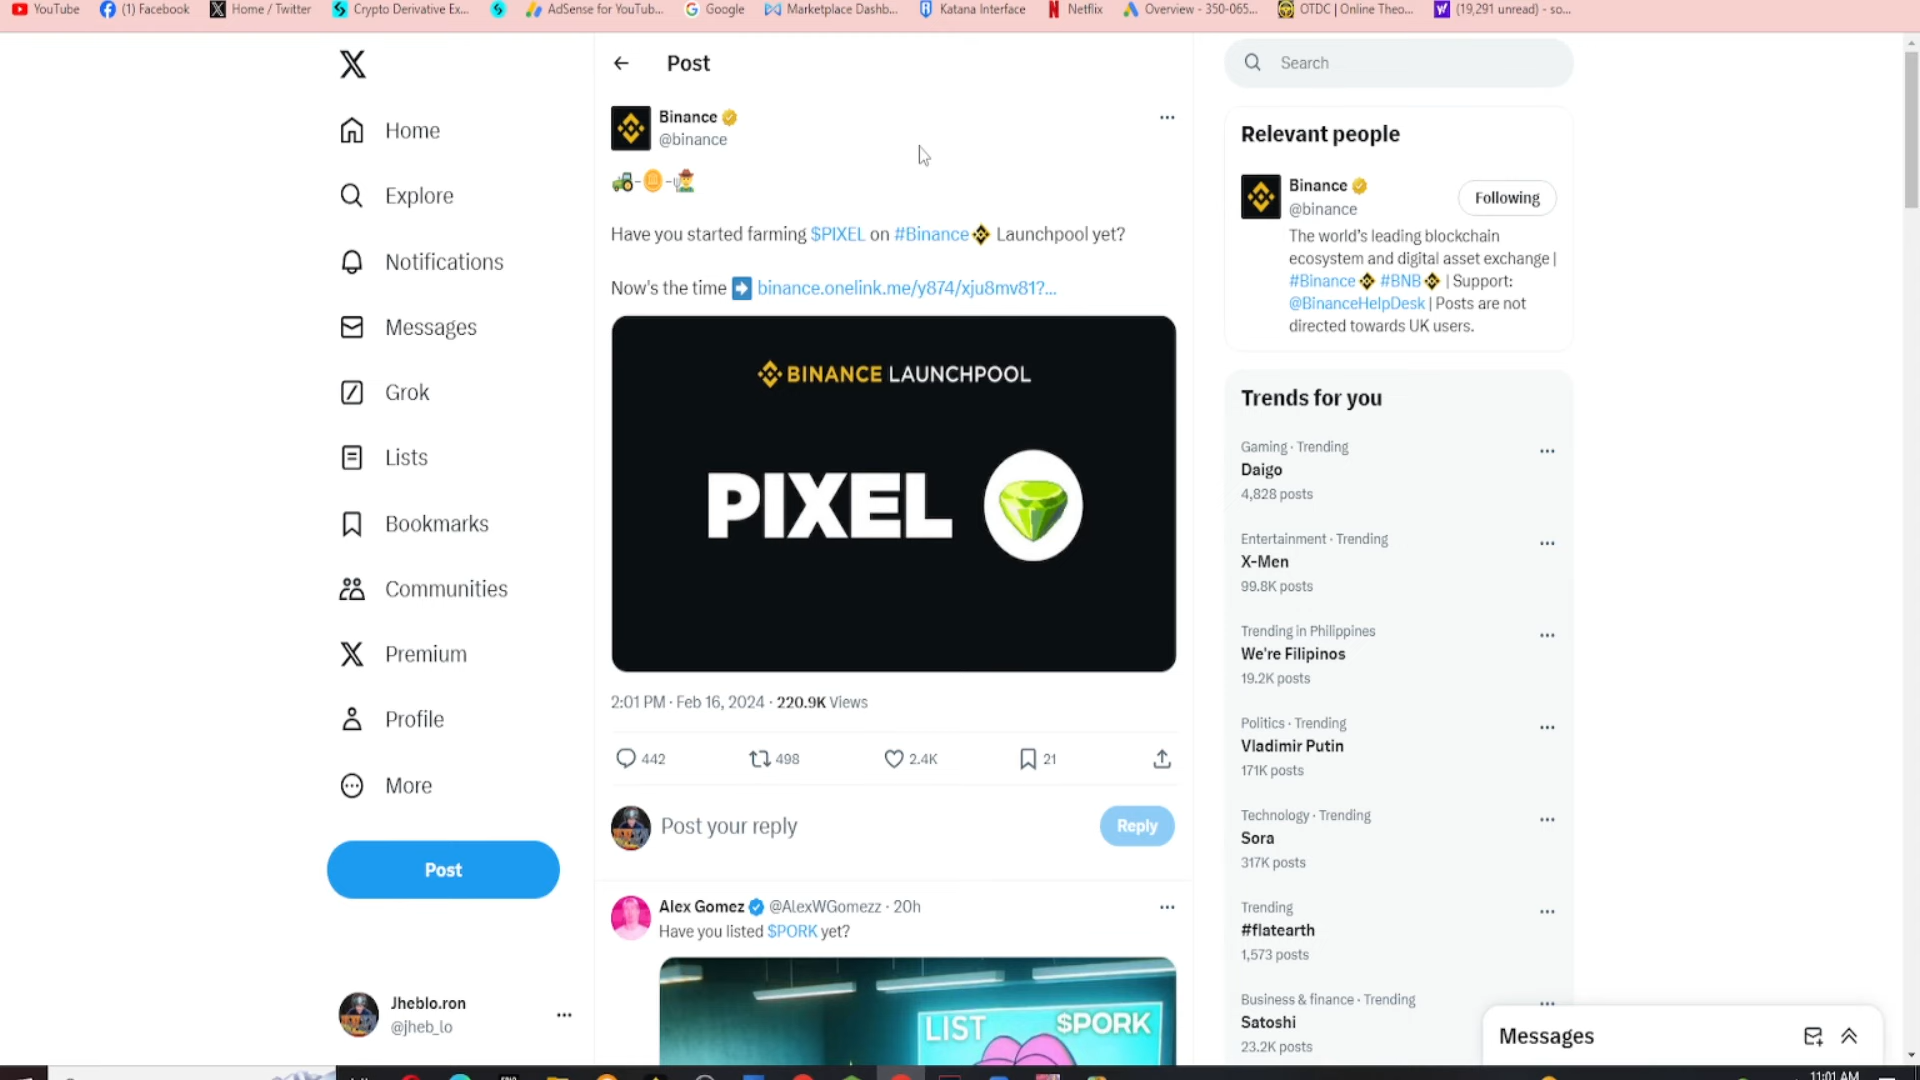 YouTube
(1) Facebook
Home / Twitter
Crypto Derivative Ex...
AdSense for YouTub...
Google
Marketplace Dashb...
Katana Interface
Netflix
Overview - 350-065...
OTDC | Online Theo...
(19,291 unread) - so...
Home
Explore
Notifications
Messages
Grok
Lists
Bookmarks
Communities
Premium
Profile
More
Post
Jheblo.ron
@jheb_lo
Post
Binance
@binance
Have you started farming $PIXEL on #Binance Launchpool yet?
Now's the time binance.onelink.me/y874/xju8mv81?...
BINANCE LAUNCHPOOL
PIXEL
2:01 PM · Feb 16, 2024 · 220.9K Views
442
498
2.4K
21
Post your reply
Reply
Alex Gomez @AlexWGomezz · 20h
Have you listed $PORK yet?
LIST $PORK
Search
Relevant people
Binance
@binance
Following
The world's leading blockchain
ecosystem and digital asset exchange |
#Binance #BNB | Support:
@BinanceHelpDesk | Posts are not
directed towards UK users.
Trends for you
Gaming · Trending
Daigo
4,828 posts
Entertainment · Trending
X-Men
99.8K posts
Trending in Philippines
We're Filipinos
19.2K posts
Politics · Trending
Vladimir Putin
171K posts
Technology · Trending
Sora
317K posts
Trending
#flatearth
1,573 posts
Business & finance · Trending
Satoshi
23.2K posts
Messages
11:01 AM